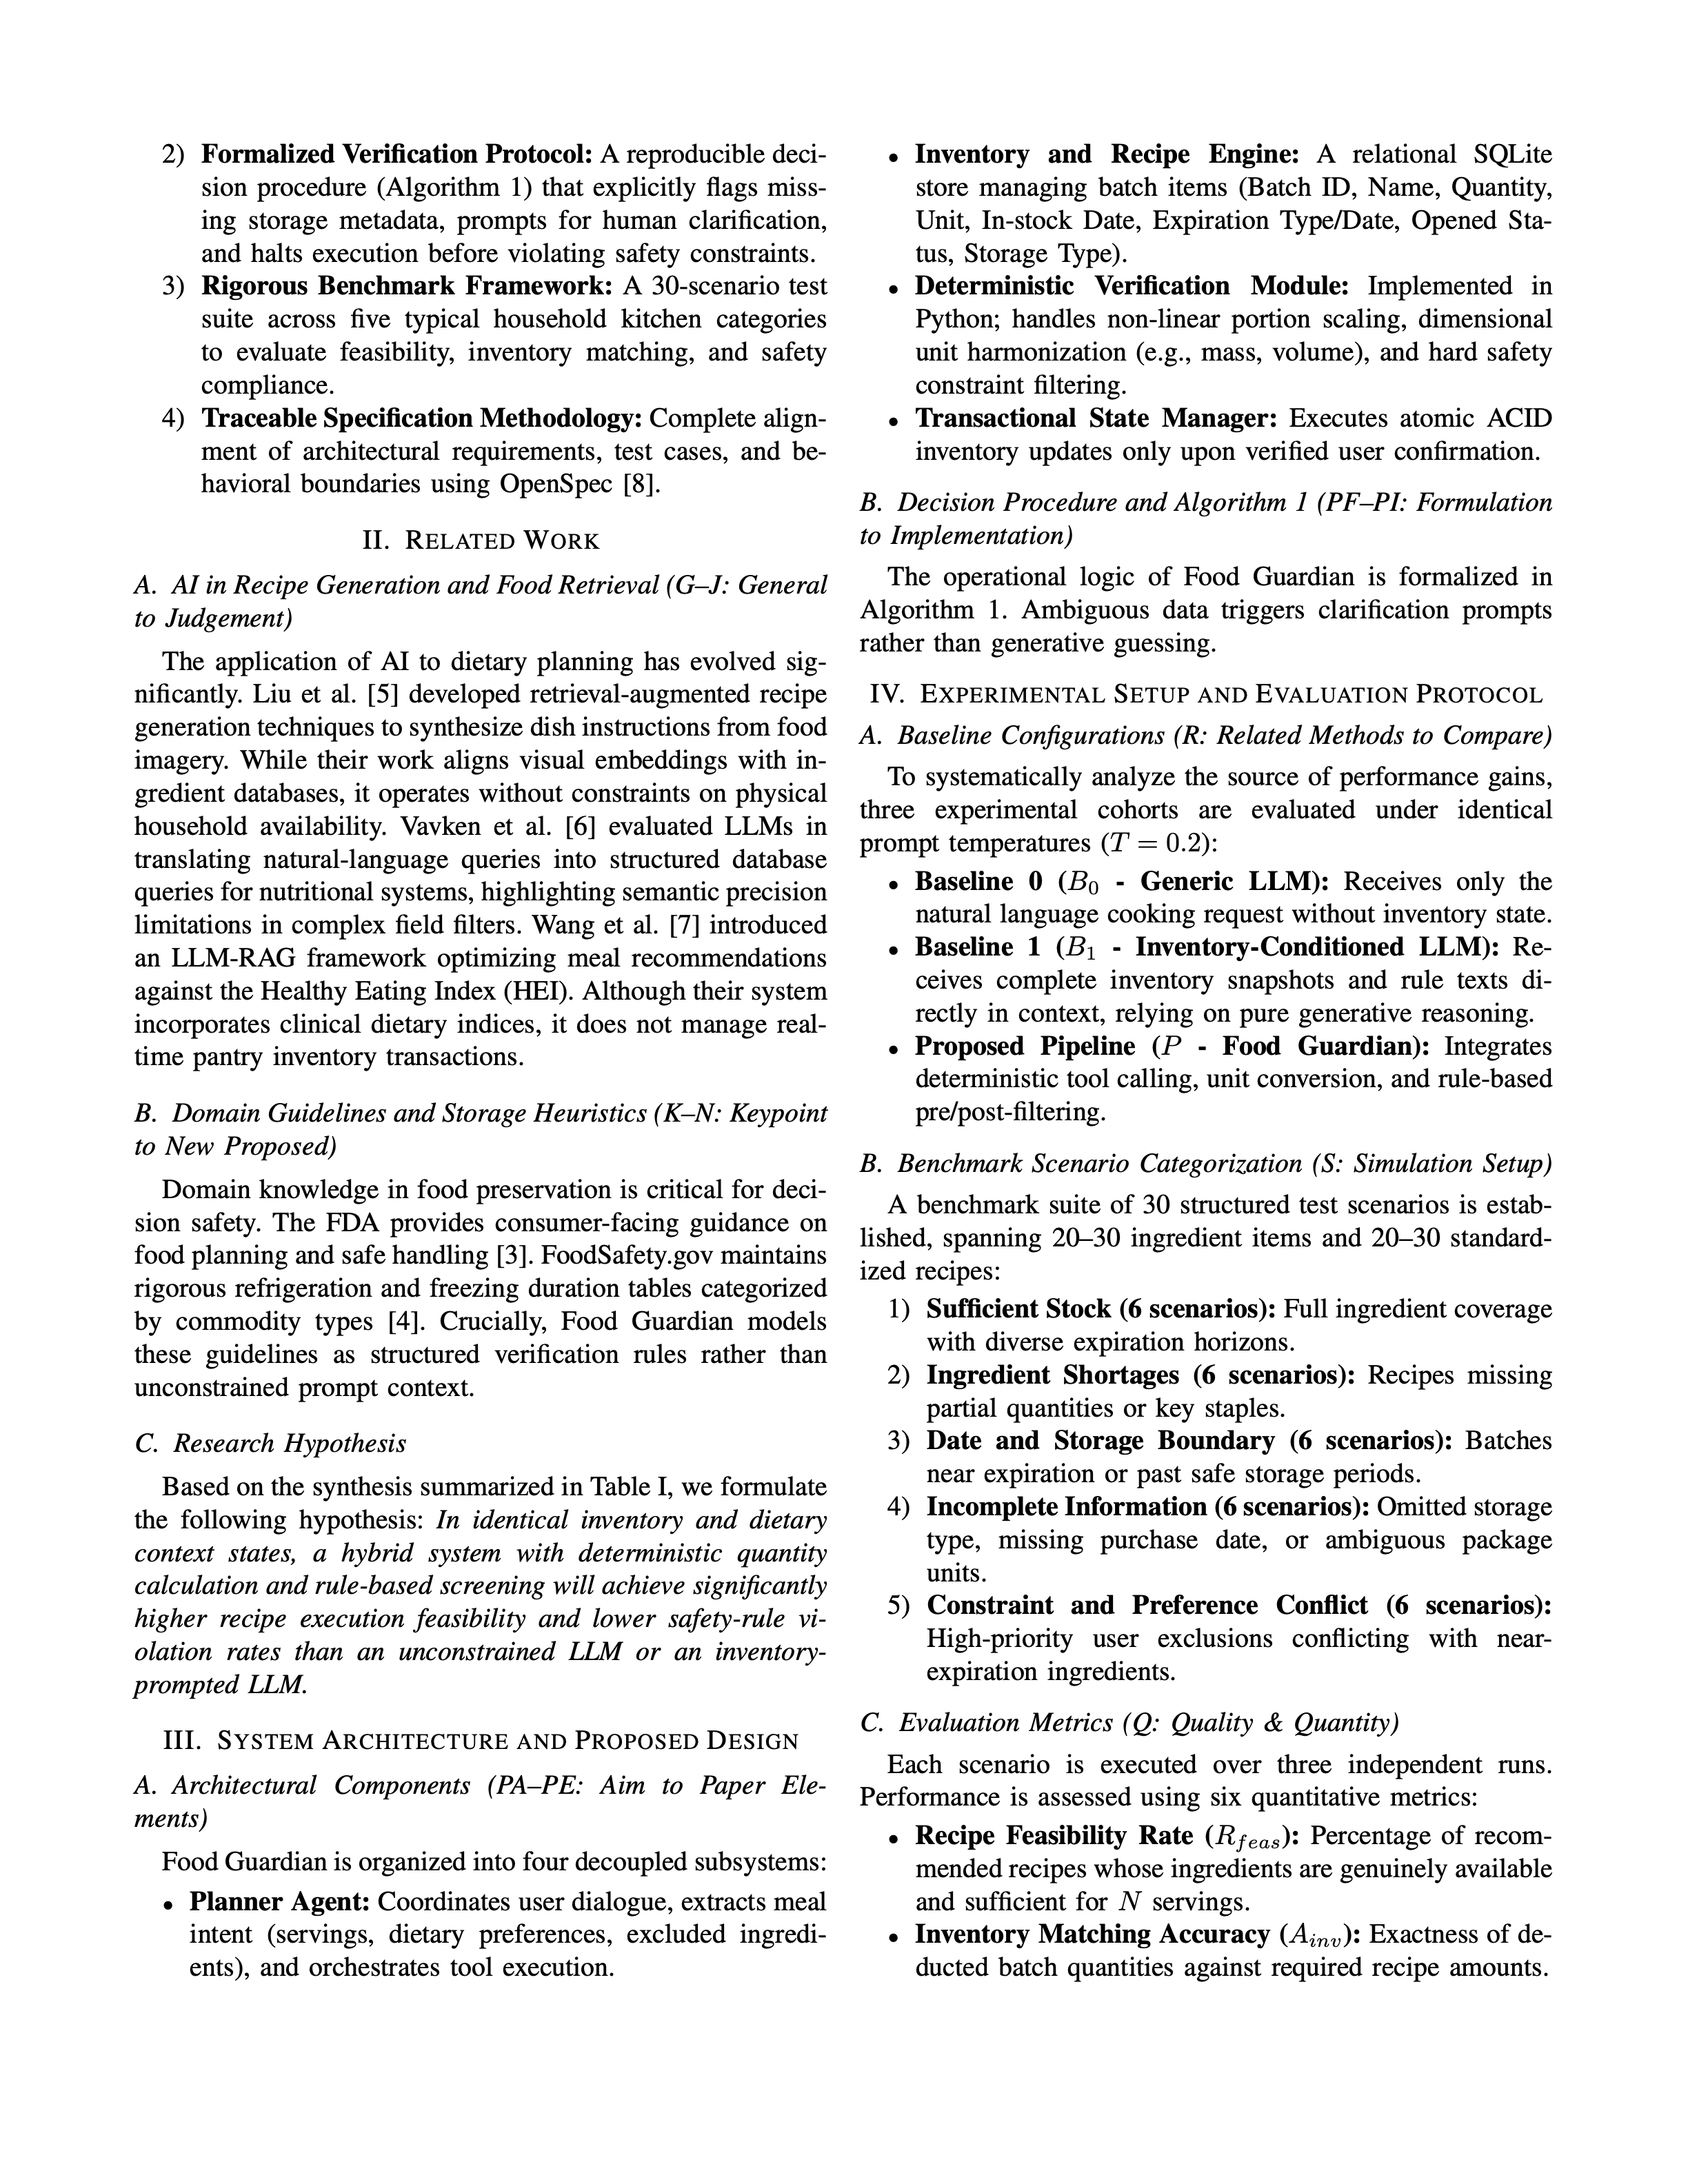 2) Formalized Verification Protocol: A reproducible deci-
sion procedure (Algorithm 1) that explicitly flags miss-
ing storage metadata, prompts for human clarification,
and halts execution before violating safety constraints.
3) Rigorous Benchmark Framework: A 30-scenario test
suite across five typical household kitchen categories
to evaluate feasibility, inventory matching, and safety
compliance.
4) Traceable Specification Methodology: Complete align-
ment of architectural requirements, test cases, and be-
havioral boundaries using OpenSpec [8].
II. RELATED WORK
A. AI in Recipe Generation and Food Retrieval (G–J: General
to Judgement)
The application of AI to dietary planning has evolved sig-
nificantly. Liu et al. [5] developed retrieval-augmented recipe
generation techniques to synthesize dish instructions from food
imagery. While their work aligns visual embeddings with in-
gredient databases, it operates without constraints on physical
household availability. Vavken et al. [6] evaluated LLMs in
translating natural-language queries into structured database
queries for nutritional systems, highlighting semantic precision
limitations in complex field filters. Wang et al. [7] introduced
an LLM-RAG framework optimizing meal recommendations
against the Healthy Eating Index (HEI). Although their system
incorporates clinical dietary indices, it does not manage real-
time pantry inventory transactions.
B. Domain Guidelines and Storage Heuristics (K–N: Keypoint
to New Proposed)
Domain knowledge in food preservation is critical for deci-
sion safety. The FDA provides consumer-facing guidance on
food planning and safe handling [3]. FoodSafety.gov maintains
rigorous refrigeration and freezing duration tables categorized
by commodity types [4]. Crucially, Food Guardian models
these guidelines as structured verification rules rather than
unconstrained prompt context.
C. Research Hypothesis
Based on the synthesis summarized in Table I, we formulate
the following hypothesis: In identical inventory and dietary
context states, a hybrid system with deterministic quantity
calculation and rule-based screening will achieve significantly
higher recipe execution feasibility and lower safety-rule vi-
olation rates than an unconstrained LLM or an inventory-
prompted LLM.
III. SYSTEM ARCHITECTURE AND PROPOSED DESIGN
A. Architectural Components (PA–PE: Aim to Paper Ele-
ments)
Food Guardian is organized into four decoupled subsystems:
• Planner Agent: Coordinates user dialogue, extracts meal
intent (servings, dietary preferences, excluded ingredi-
ents), and orchestrates tool execution.
• Inventory and Recipe Engine: A relational SQLite
store managing batch items (Batch ID, Name, Quantity,
Unit, In-stock Date, Expiration Type/Date, Opened Sta-
tus, Storage Type).
• Deterministic Verification Module: Implemented in
Python; handles non-linear portion scaling, dimensional
unit harmonization (e.g., mass, volume), and hard safety
constraint filtering.
• Transactional State Manager: Executes atomic ACID
inventory updates only upon verified user confirmation.
B. Decision Procedure and Algorithm 1 (PF–PI: Formulation
to Implementation)
The operational logic of Food Guardian is formalized in
Algorithm 1. Ambiguous data triggers clarification prompts
rather than generative guessing.
IV. EXPERIMENTAL SETUP AND EVALUATION PROTOCOL
A. Baseline Configurations (R: Related Methods to Compare)
To systematically analyze the source of performance gains,
three experimental cohorts are evaluated under identical
prompt temperatures (T = 0.2):
• Baseline 0 (B0 - Generic LLM): Receives only the
natural language cooking request without inventory state.
• Baseline 1 (B1 - Inventory-Conditioned LLM): Re-
ceives complete inventory snapshots and rule texts di-
rectly in context, relying on pure generative reasoning.
• Proposed Pipeline (P - Food Guardian): Integrates
deterministic tool calling, unit conversion, and rule-based
pre/post-filtering.
B. Benchmark Scenario Categorization (S: Simulation Setup)
A benchmark suite of 30 structured test scenarios is estab-
lished, spanning 20–30 ingredient items and 20–30 standard-
ized recipes:
1) Sufficient Stock (6 scenarios): Full ingredient coverage
with diverse expiration horizons.
2) Ingredient Shortages (6 scenarios): Recipes missing
partial quantities or key staples.
3) Date and Storage Boundary (6 scenarios): Batches
near expiration or past safe storage periods.
4) Incomplete Information (6 scenarios): Omitted storage
type, missing purchase date, or ambiguous package
units.
5) Constraint and Preference Conflict (6 scenarios):
High-priority user exclusions conflicting with near-
expiration ingredients.
C. Evaluation Metrics (Q: Quality & Quantity)
Each scenario is executed over three independent runs.
Performance is assessed using six quantitative metrics:
• Recipe Feasibility Rate (Rfeas): Percentage of recom-
mended recipes whose ingredients are genuinely available
and sufficient for N servings.
• Inventory Matching Accuracy (Ainv): Exactness of de-
ducted batch quantities against required recipe amounts.